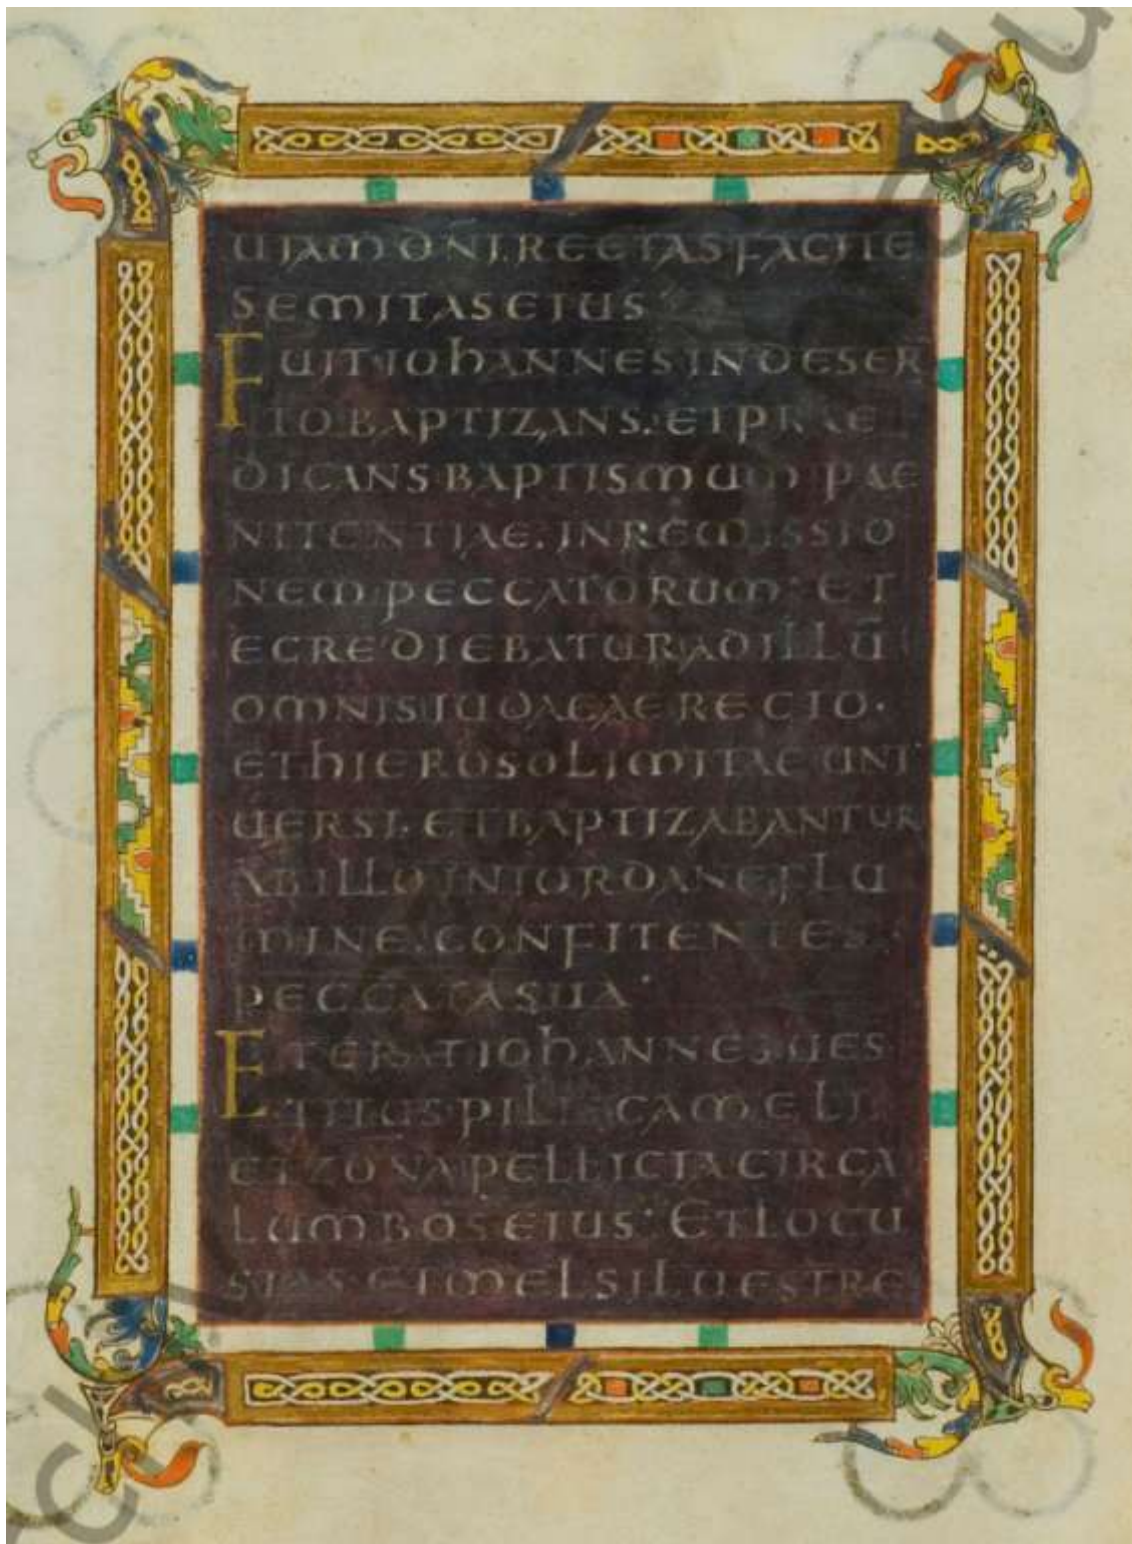 UIAM DNI. RECTAS FACITE
SEMITAS EIUS
FUIT IOHANNES IN DESER
TO BAPTIZANS. ET PRAE
DICANS BAPTISMUM PAE
NITENTIAE. IN REMISSIO
NEM PECCATORUM· ET
EGREDIEBATUR AD ILLŪ
OMNIS IUDAEAE REGIO·
ET HIEROSOLIMITAE UNI
UERSI. ET BAPTIZABANTUR
AB ILLO IN IORDANE FLU
MINE. CONFITENTES
PECCATA SUA·
ET ERAT IOHANNES UES
TITUS PILIS CAMELI
ET ZONA PELLICIA CIRCA
LUMBOS EIUS· ET LOCU
STAS ET MEL SILUESTRE